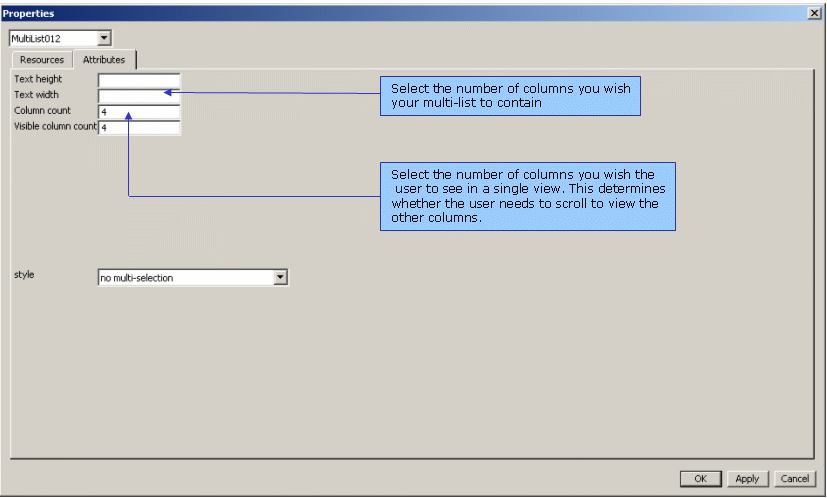 Properties
MultiList012
Resources Attributes
Text height
Text width
Column count 4
Visible column count 4
Select the number of columns you wish
your multi-list to contain
Select the number of columns you wish the
user to see in a single view. This determines
whether the user needs to scroll to view the
other columns.
style no multi-selection
OK Apply Cancel